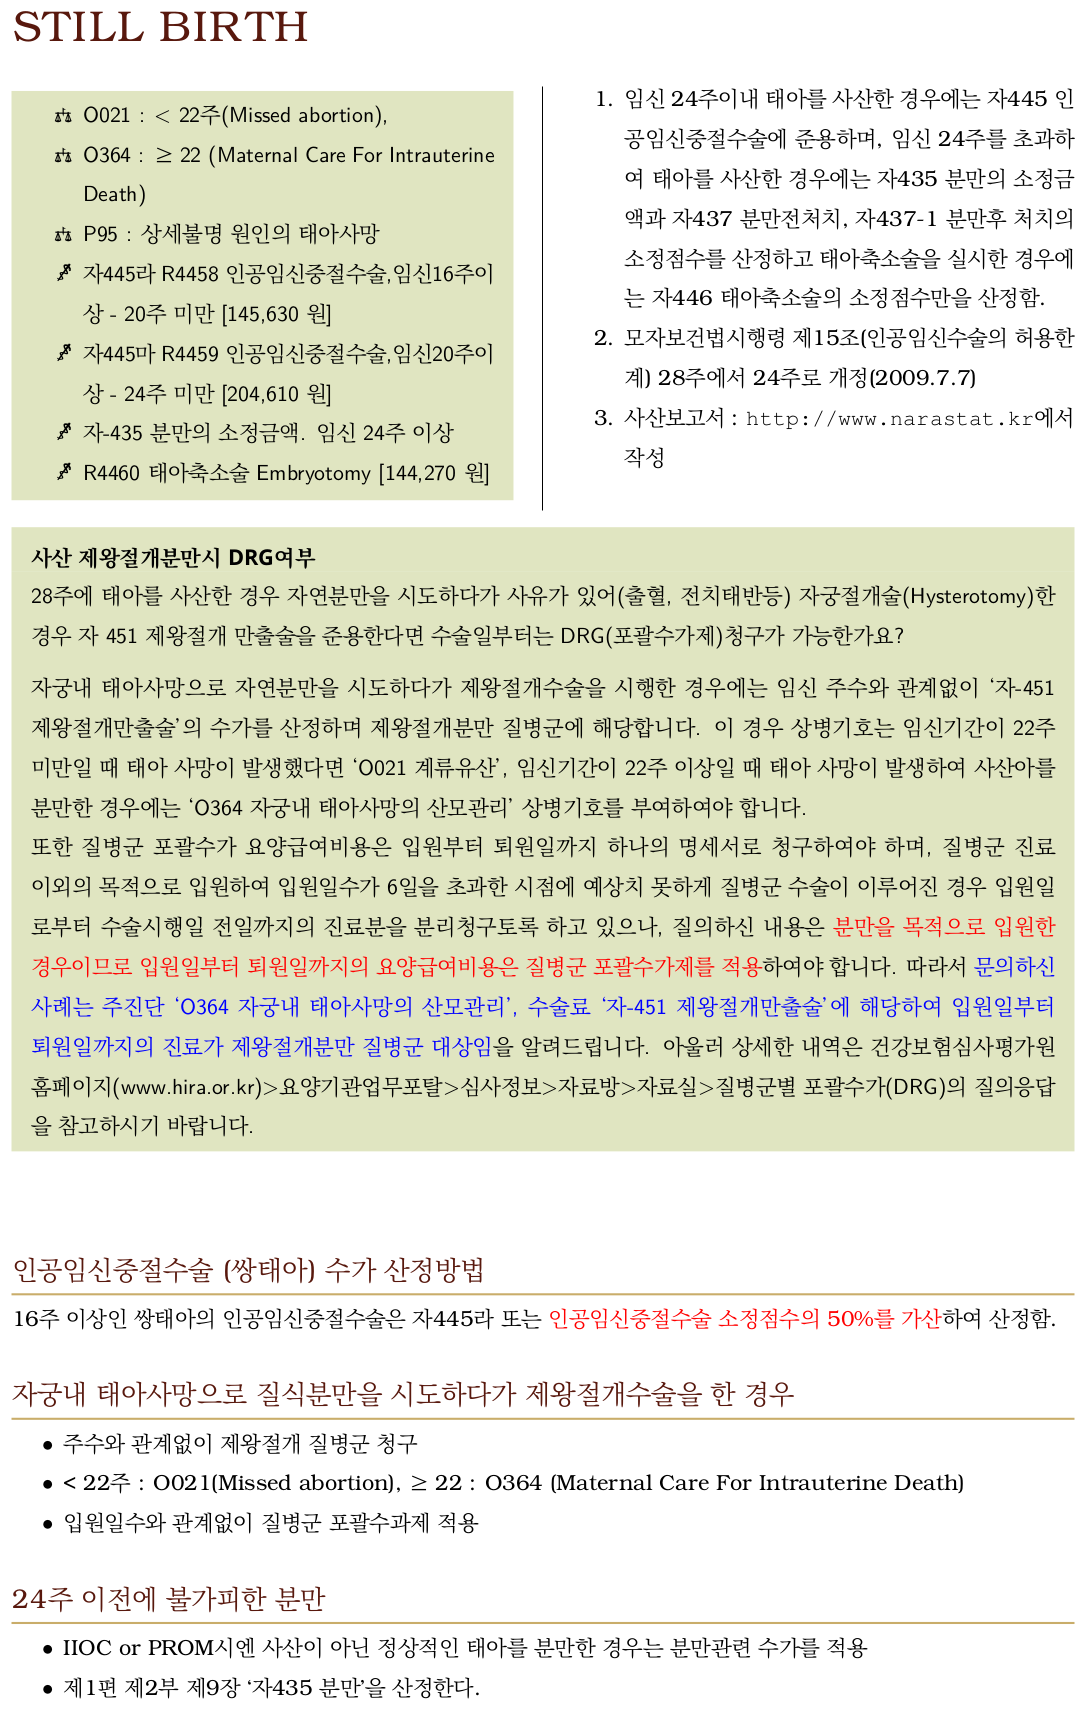 STILL BIRTH
O021 : < 22주(Missed abortion),
O364 : ≥ 22 (Maternal Care For Intrauterine
Death)
P95 : 상세불명 원인의 태아사망
자445라 R4458 인공임신중절수술,임신16주이
상 - 20주 미만 [145,630 원]
자445마 R4459 인공임신중절수술,임신20주이
상 - 24주 미만 [204,610 원]
자-435 분만의 소정금액. 임신 24주 이상
R4460 태아축소술 Embryotomy [144,270 원]
1. 임신 24주이내 태아를 사산한 경우에는 자445 인
공임신중절수술에 준용하며, 임신 24주를 초과하
여 태아를 사산한 경우에는 자435 분만의 소정금
액과 자437 분만전처치, 자437-1 분만후 처치의
소정점수를 산정하고 태아축소술을 실시한 경우에
는 자446 태아축소술의 소정점수만을 산정함.
2. 모자보건법시행령 제15조(인공임신수술의 허용한
계) 28주에서 24주로 개정(2009.7.7)
3. 사산보고서 : http://www.narastat.kr에서
작성
사산 제왕절개분만시 DRG여부
28주에 태아를 사산한 경우 자연분만을 시도하다가 사유가 있어(출혈, 전치태반등) 자궁절개술(Hysterotomy)한
경우 자 451 제왕절개 만출술을 준용한다면 수술일부터는 DRG(포괄수가제)청구가 가능한가요?
자궁내 태아사망으로 자연분만을 시도하다가 제왕절개수술을 시행한 경우에는 임신 주수와 관계없이 ‘자-451
제왕절개만출술’의 수가를 산정하며 제왕절개분만 질병군에 해당합니다. 이 경우 상병기호는 임신기간이 22주
미만일 때 태아 사망이 발생했다면 ‘O021 계류유산’, 임신기간이 22주 이상일 때 태아 사망이 발생하여 사산아를
분만한 경우에는 ‘O364 자궁내 태아사망의 산모관리’ 상병기호를 부여하여야 합니다.
또한 질병군 포괄수가 요양급여비용은 입원부터 퇴원일까지 하나의 명세서로 청구하여야 하며, 질병군 진료
이외의 목적으로 입원하여 입원일수가 6일을 초과한 시점에 예상치 못하게 질병군 수술이 이루어진 경우 입원일
로부터 수술시행일 전일까지의 진료분을 분리청구토록 하고 있으나, 질의하신 내용은 분만을 목적으로 입원한
경우이므로 입원일부터 퇴원일까지의 요양급여비용은 질병군 포괄수가제를 적용하여야 합니다. 따라서 문의하신
사례는 주진단 ‘O364 자궁내 태아사망의 산모관리’, 수술료 ‘자-451 제왕절개만출술’에 해당하여 입원일부터
퇴원일까지의 진료가 제왕절개분만 질병군 대상임을 알려드립니다. 아울러 상세한 내역은 건강보험심사평가원
홈페이지(www.hira.or.kr)>요양기관업무포탈>심사정보>자료방>자료실>질병군별 포괄수가(DRG)의 질의응답
을 참고하시기 바랍니다.
인공임신중절수술 (쌍태아) 수가 산정방법
16주 이상인 쌍태아의 인공임신중절수술은 자445라 또는 인공임신중절수술 소정점수의 50%를 가산하여 산정함.
자궁내 태아사망으로 질식분만을 시도하다가 제왕절개수술을 한 경우
• 주수와 관계없이 제왕절개 질병군 청구
• < 22주 : O021(Missed abortion), ≥ 22 : O364 (Maternal Care For Intrauterine Death)
• 입원일수와 관계없이 질병군 포괄수과제 적용
24주 이전에 불가피한 분만
• IIOC or PROM시엔 사산이 아닌 정상적인 태아를 분만한 경우는 분만관련 수가를 적용
• 제1편 제2부 제9장 ‘자435 분만’을 산정한다.